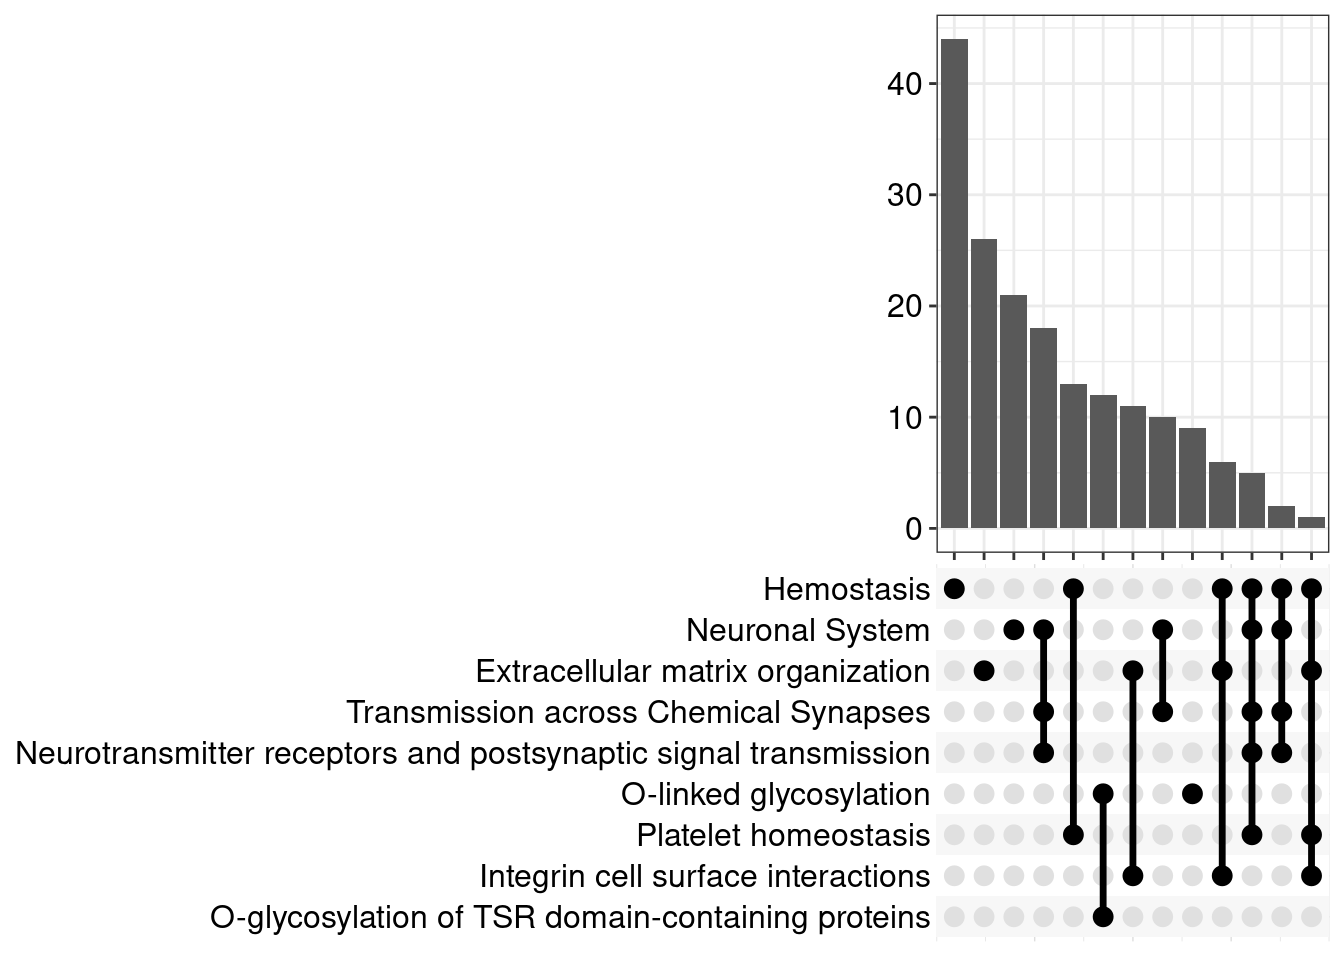 40
30
20
10
0
Hemostasis
Neuronal System
Extracellular matrix organization
Transmission across Chemical Synapses
Neurotransmitter receptors and postsynaptic signal transmission
O-linked glycosylation
Platelet homeostasis
Integrin cell surface interactions
O-glycosylation of TSR domain-containing proteins